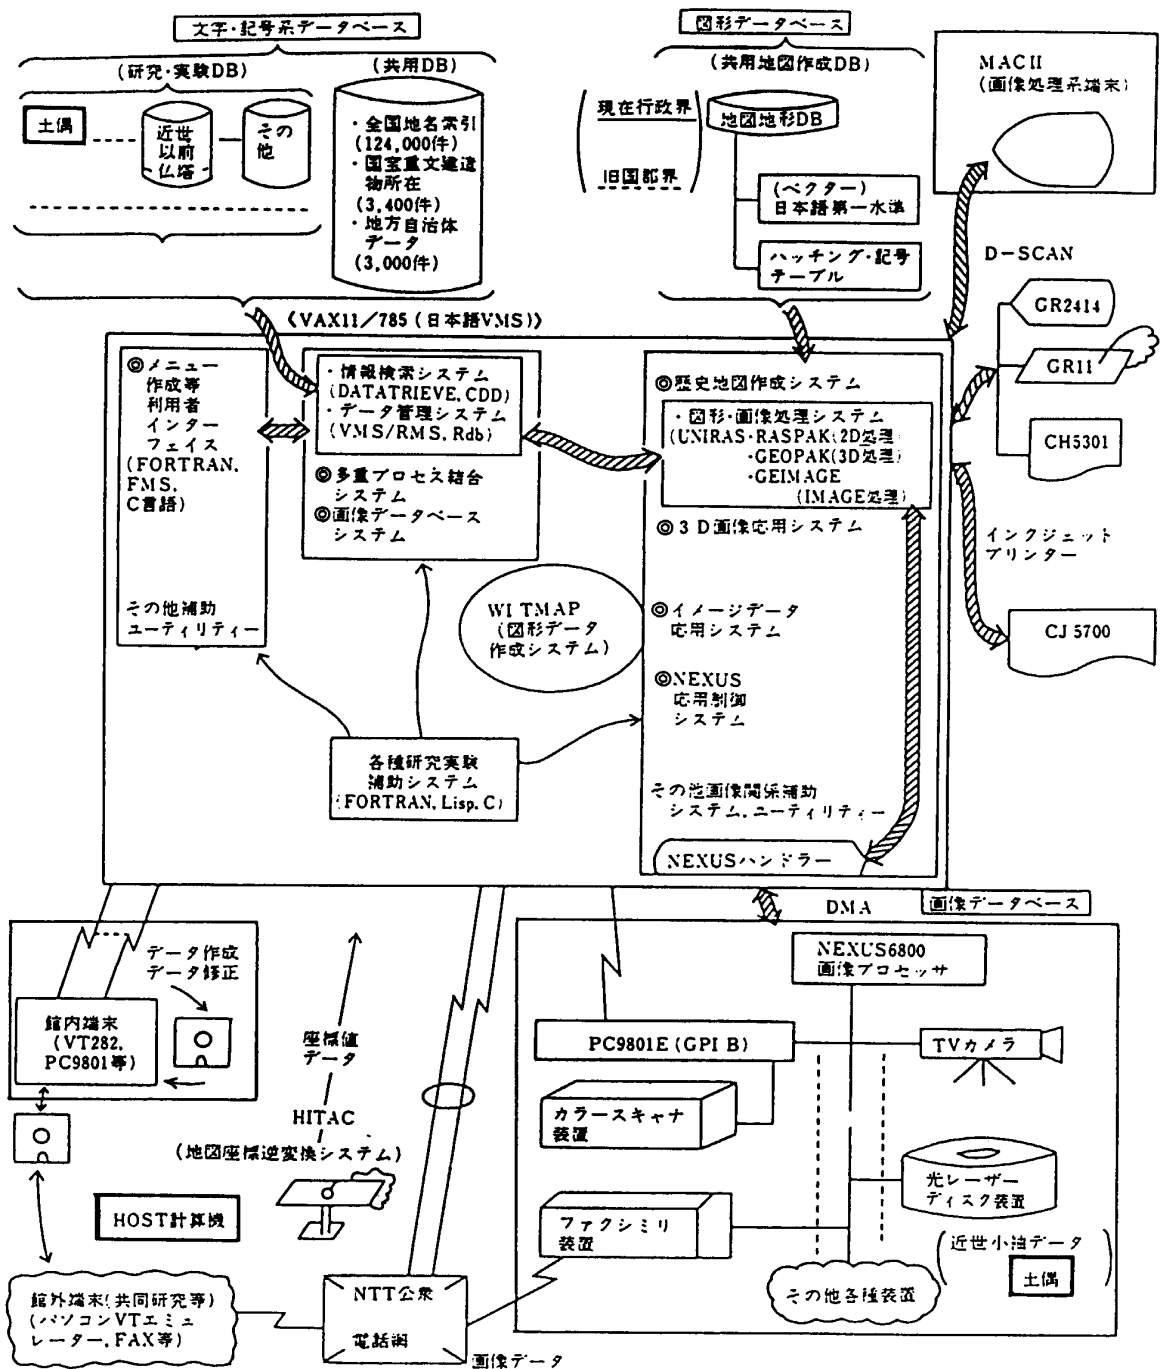 文字・記号系データベース
(研究・実験DB)
(共用DB)
土偶
近世
以前
仏塔
その
他
・全国地名索引
(124,000件)
・国宝重文建造
物所在
(3,400件)
・地方自治体
データ
(3,000件)
図形データベース
(共用地図作成DB)
現在行政界
旧国郡界
地図地形DB
(ベクター)
日本語第一水準
ハッチング・記号
テーブル
MACII
(画像処理系端末)
D-SCAN
GR2414
GR11
CH5301
インクジェット
プリンター
CJ5700
《VAX11/785(日本語VMS)》
◎メニュー
作成等
利用者
インター
フェイス
(FORTRAN,
FMS,
C言語)
その他補助
ユーティリティー
・情報検索システム
(DATATRIEVE, CDD)
・データ管理システム
(VMS/RMS, Rdb)
◎多重プロセス結合
システム
◎画像データベース
システム
WITMAP
(図形データ
作成システム)
各種研究実験
補助システム
(FORTRAN, Lisp, C)
◎歴史地図作成システム
・図形・画像処理システム
(UNIRAS・RASPAK(2D処理)
・GEOPAK(3D処理)
・GEIMAGE
(IMAGE処理)
◎3D画像応用システム
◎イメージデータ
応用システム
◎NEXUS
応用制御
システム
その他画像関係補助
システム,ユーティリティー
NEXUSハンドラー
データ作成
データ修正
館内端末
(VT282,
PC9801等)
座標値
データ
HITAC
(地図座標逆変換システム)
HOST計算機
館外端末(共同研究等)
(パソコンVTエミュ
レーター, FAX等)
NTT公衆
電話網
画像データ
DMA
画像データベース
NEXUS6800
画像プロセッサ
PC9801E(GPIB)
TVカメラ
カラースキャナ
装置
光レーザー
ディスク装置
ファクシミリ
装置
近世小袖データ
土偶
その他各種装置